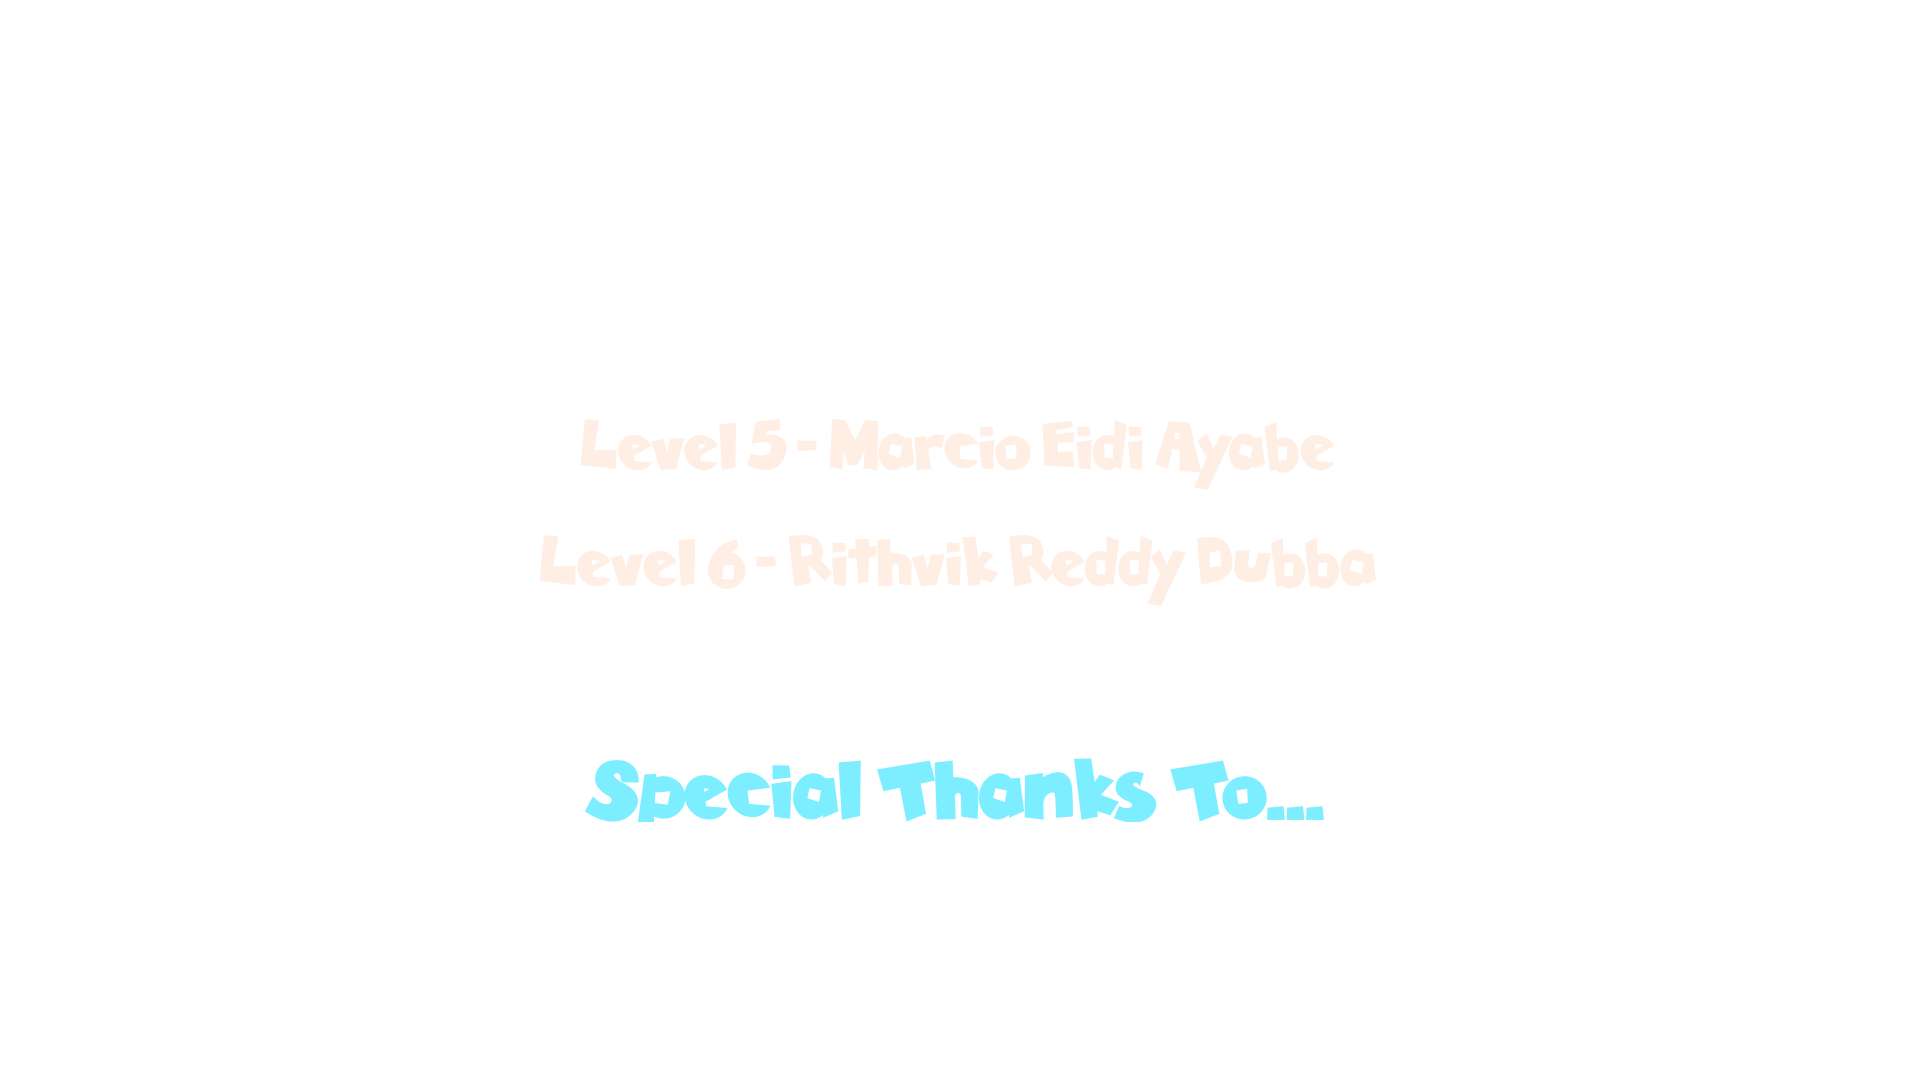 Level 5 - Marcio Eidi Ayabe
Level 6 - Rithvik Reddy Dubba
Special Thanks To...